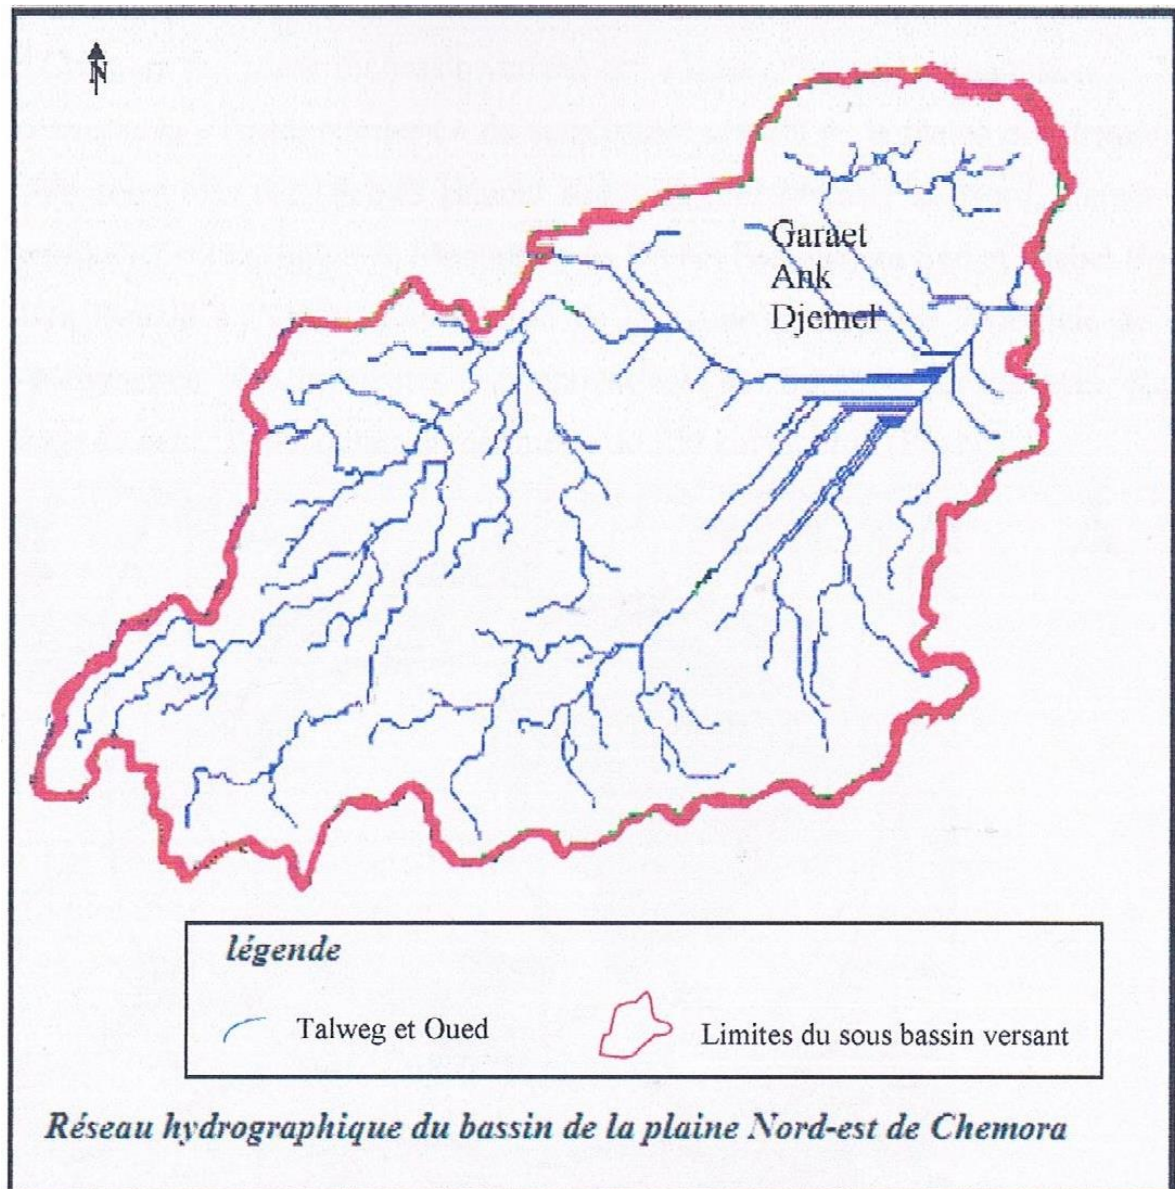 N
Garaet
Ank
Djemel
légende
Talweg et Oued
Limites du sous bassin versant
Réseau hydrographique du bassin de la plaine Nord-est de Chemora